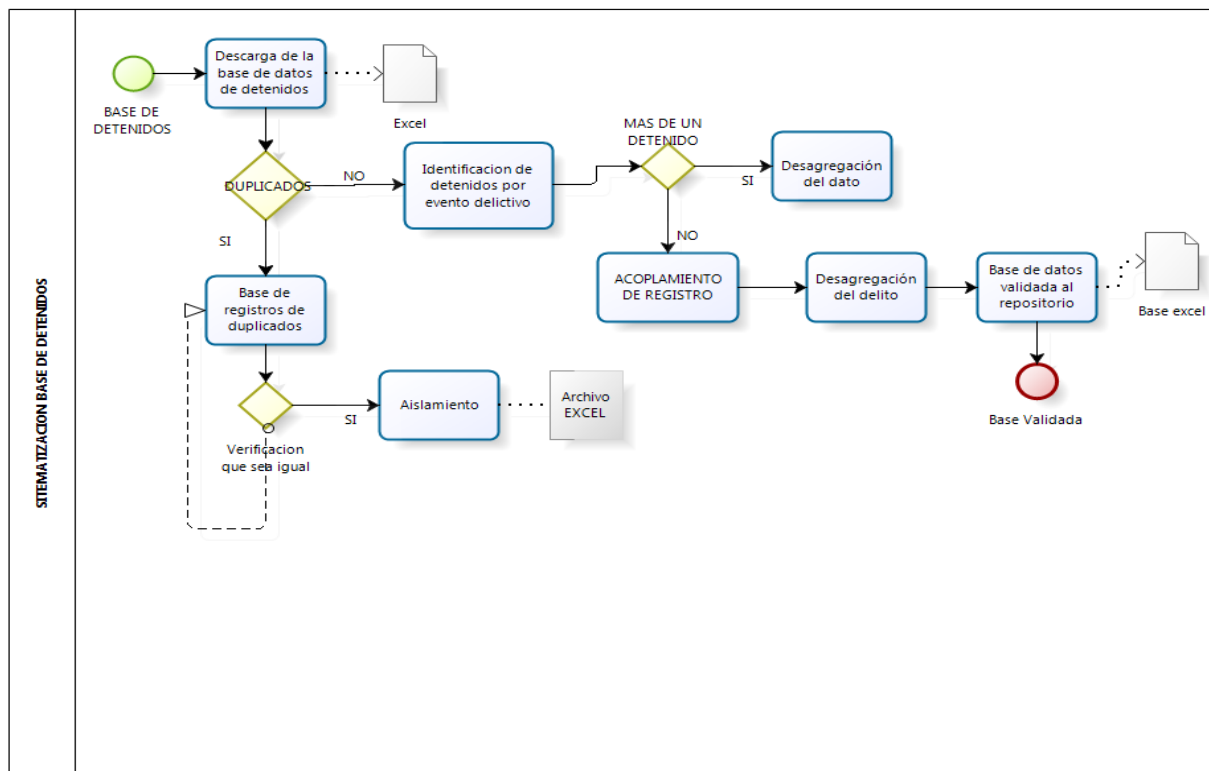 SITEMATIZACION BASE DE DETENIDOS
BASE DE
DETENIDOS
Descarga de la
base de datos
de detenidos
Excel
DUPLICADOS
NO
SI
Identificacion de
detenidos por
evento delictivo
MAS DE UN
DETENIDO
SI
NO
Desagregación
del dato
ACOPLAMIENTO
DE REGISTRO
Desagregación
del delito
Base de datos
validada al
repositorio
Base excel
Base Validada
Base de
registros de
duplicados
Verificacion
que sea igual
SI
Aislamiento
Archivo
EXCEL